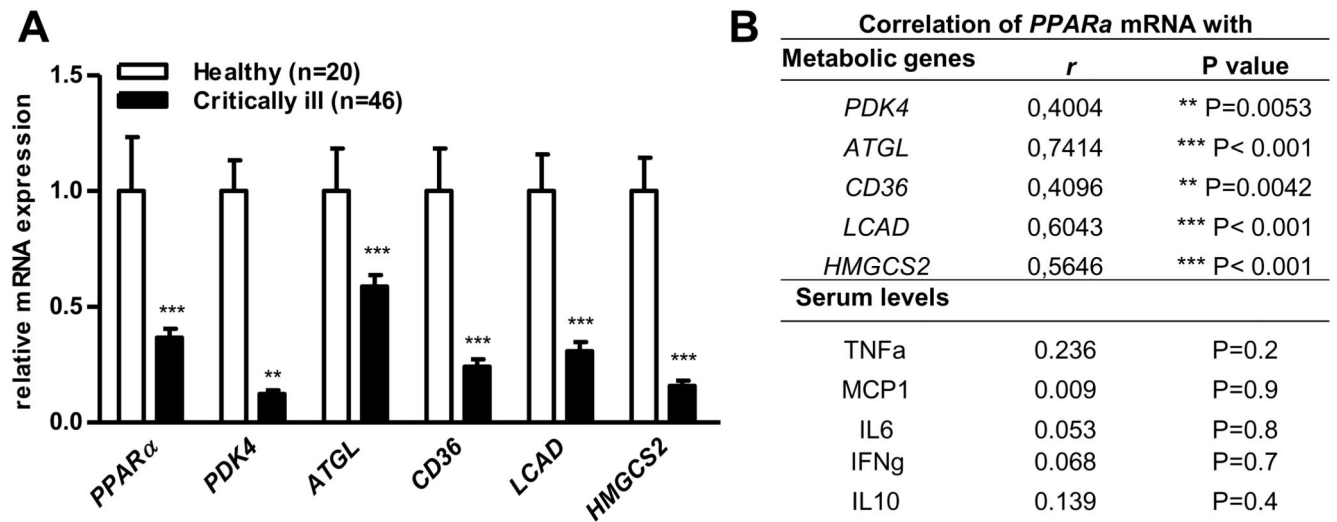 A
Healthy (n=20)
Critically ill (n=46)
relative mRNA expression
1.5
1.0
0.5
0.0
***
**
***
***
***
***
PPARα
PDK4
ATGL
CD36
LCAD
HMGCS2
B
Correlation of PPARa mRNA with
Metabolic genes r P value
PDK4 0,4004 ** P=0.0053
ATGL 0,7414 *** P< 0.001
CD36 0,4096 ** P=0.0042
LCAD 0,6043 *** P< 0.001
HMGCS2 0,5646 *** P< 0.001
Serum levels
TNFa 0.236 P=0.2
MCP1 0.009 P=0.9
IL6 0.053 P=0.8
IFNg 0.068 P=0.7
IL10 0.139 P=0.4